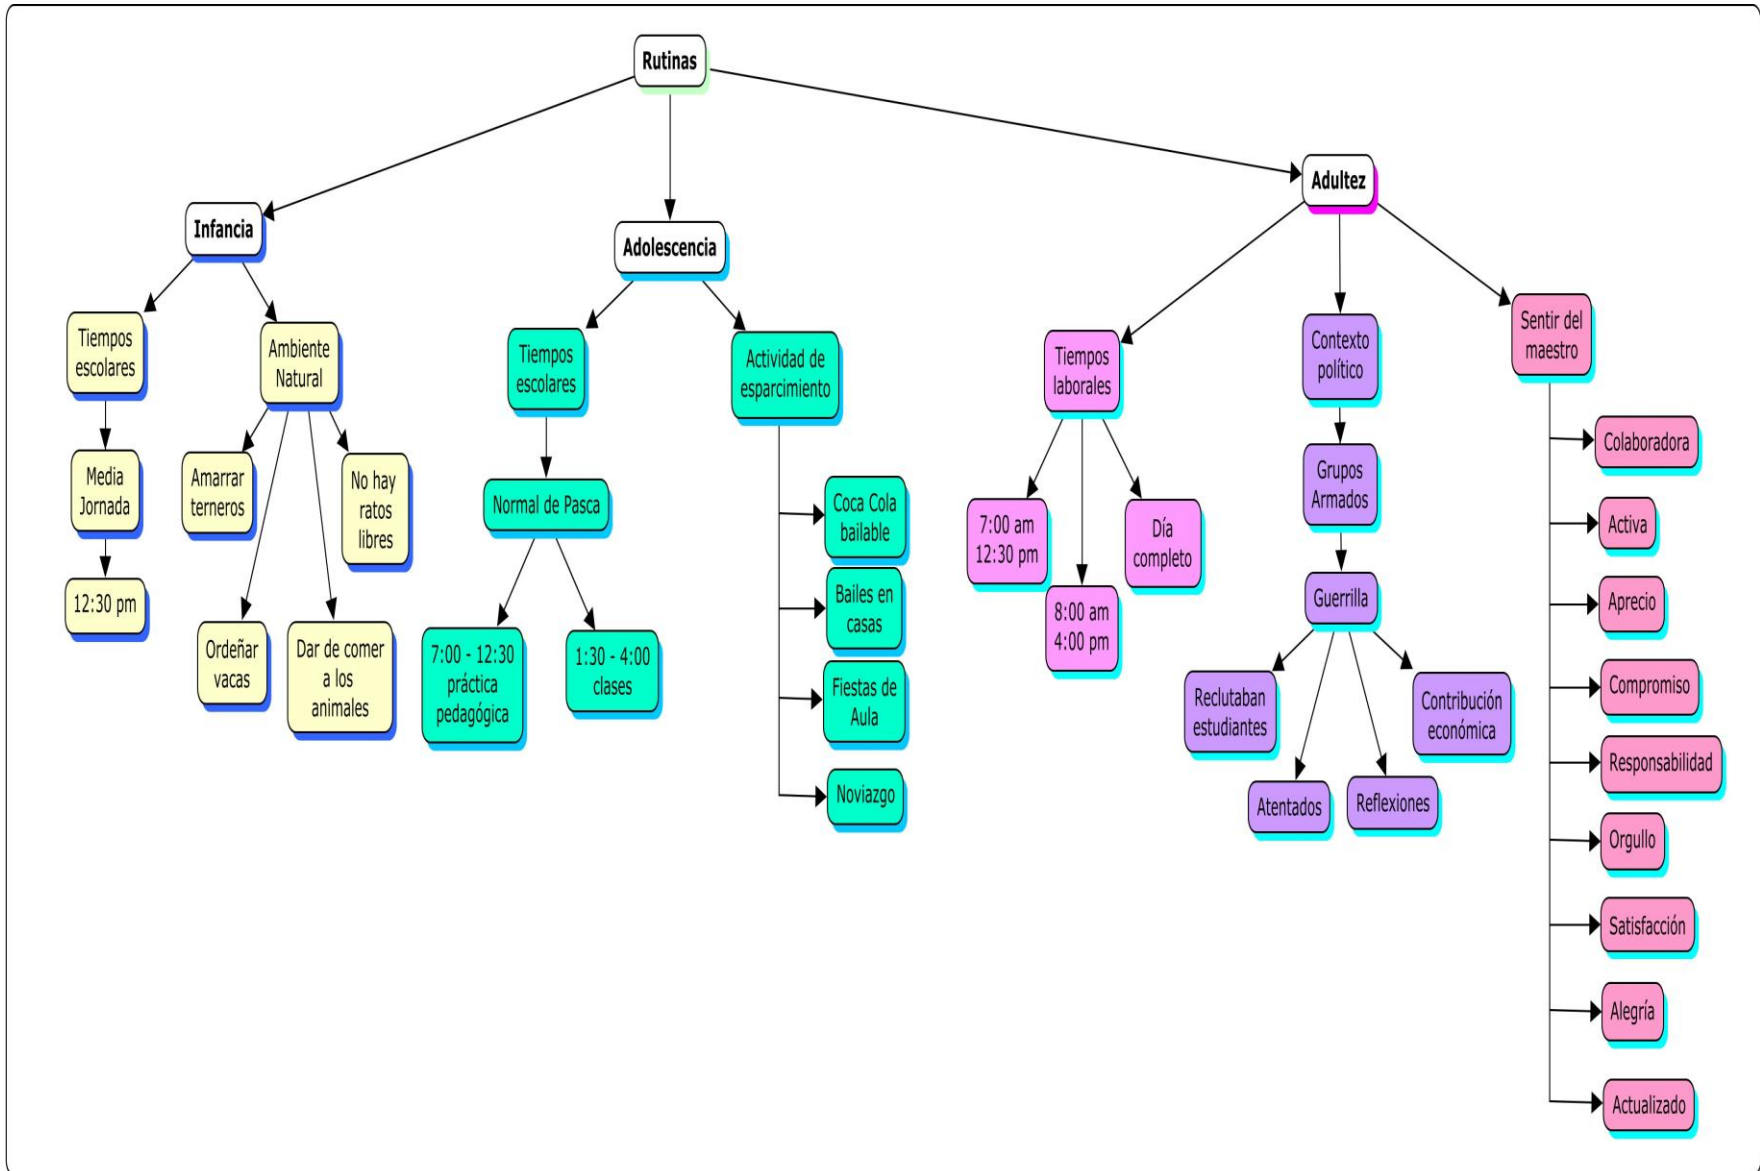 Rutinas
Infancia
Tiempos
escolares
Media
Jornada
12:30 pm
Ambiente
Natural
Amarrar
terneros
Ordeñar
vacas
Dar de comer
a los
animales
No hay
ratos
libres
Adolescencia
Tiempos
escolares
Normal de Pasca
7:00 - 12:30
práctica
pedagógica
1:30 - 4:00
clases
Actividad de
esparcimiento
Coca Cola
bailable
Bailes en
casas
Fiestas de
Aula
Noviazgo
Adultez
Tiempos
laborales
7:00 am
12:30 pm
8:00 am
4:00 pm
Día
completo
Contexto
político
Grupos
Armados
Guerrilla
Reclutaban
estudiantes
Atentados
Reflexiones
Contribución
económica
Sentir del
maestro
Colaboradora
Activa
Aprecio
Compromiso
Responsabilidad
Orgullo
Satisfacción
Alegría
Actualizado